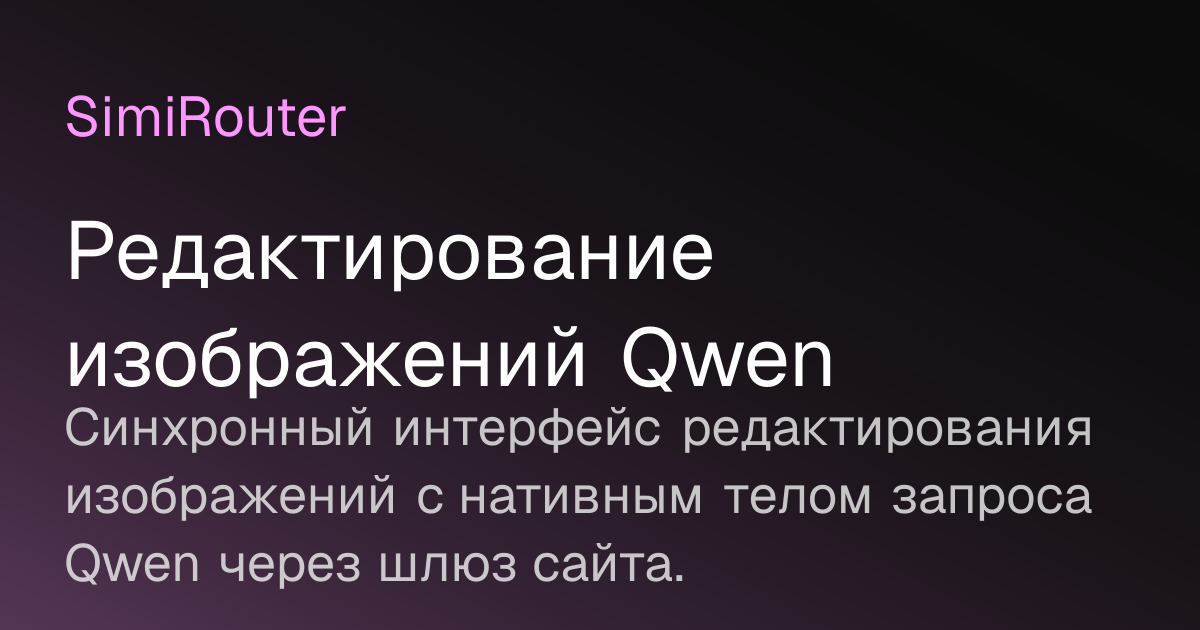 SimiRouter
Редактирование
изображений Qwen
Синхронный интерфейс редактирования
изображений с нативным телом запроса
Qwen через шлюз сайта.